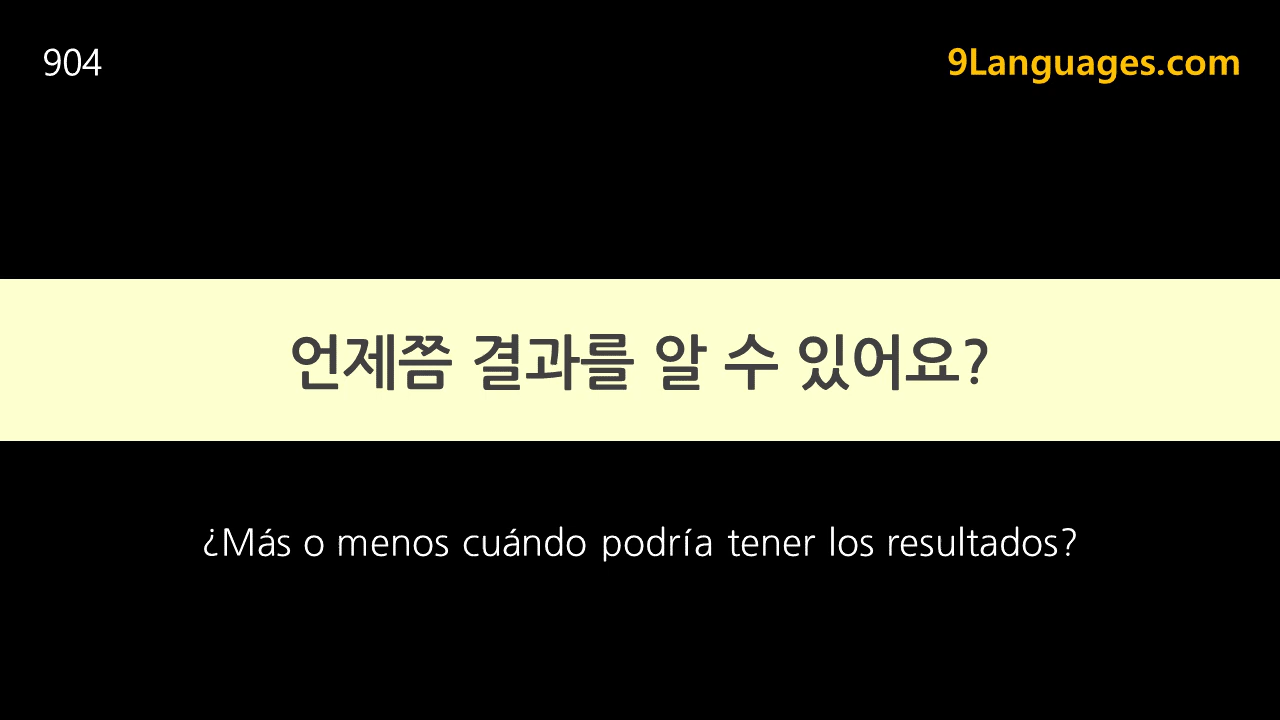 904
9Languages.com
언제쯤 결과를 알 수 있어요?
¿Más o menos cuándo podría tener los resultados?